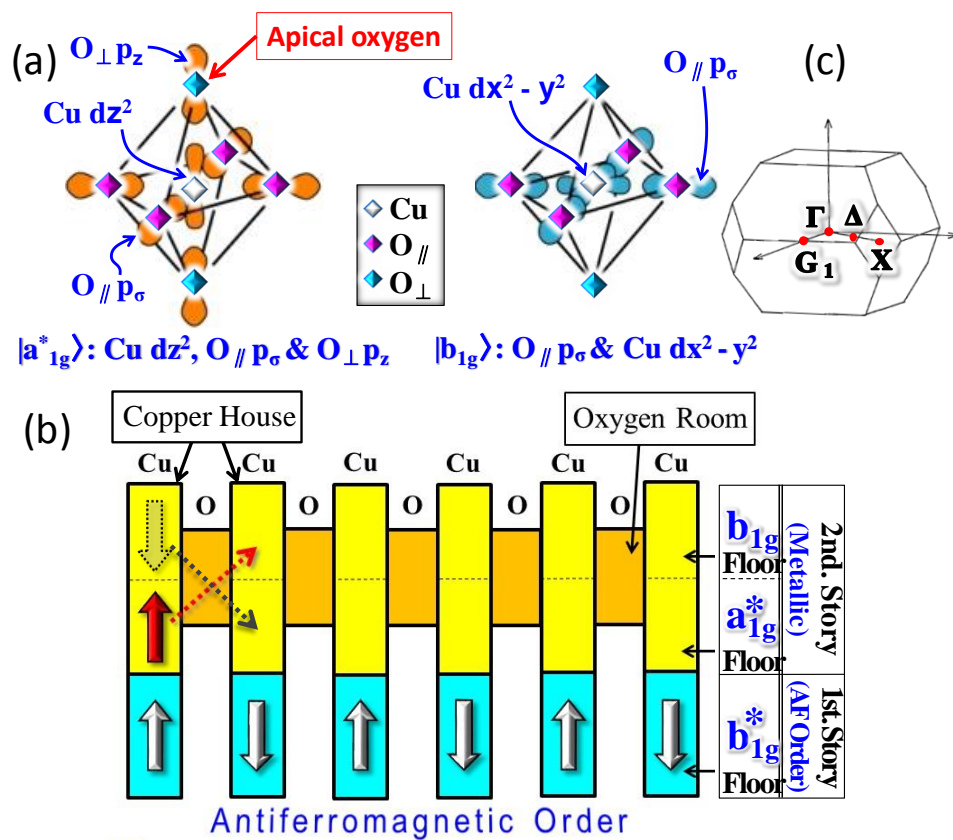 (a)
O⊥ pz
Apical oxygen
Cu dz²
O∥ pσ
Cu
O∥
O⊥
|a*1g⟩: Cu dz², O∥ pσ & O⊥ pz
Cu dx² - y²
O∥ pσ
|b1g⟩: O∥ pσ & Cu dx² - y²
(c)
Γ
Δ
G1
X
(b)
Copper House
Oxygen Room
Cu
Cu
Cu
Cu
Cu
Cu
O
O
O
O
O
b1g
Floor
a*1g
Floor
b*1g
Floor
2nd. Story
(Metallic)
1st. Story
(AF Order)
Antiferromagnetic Order